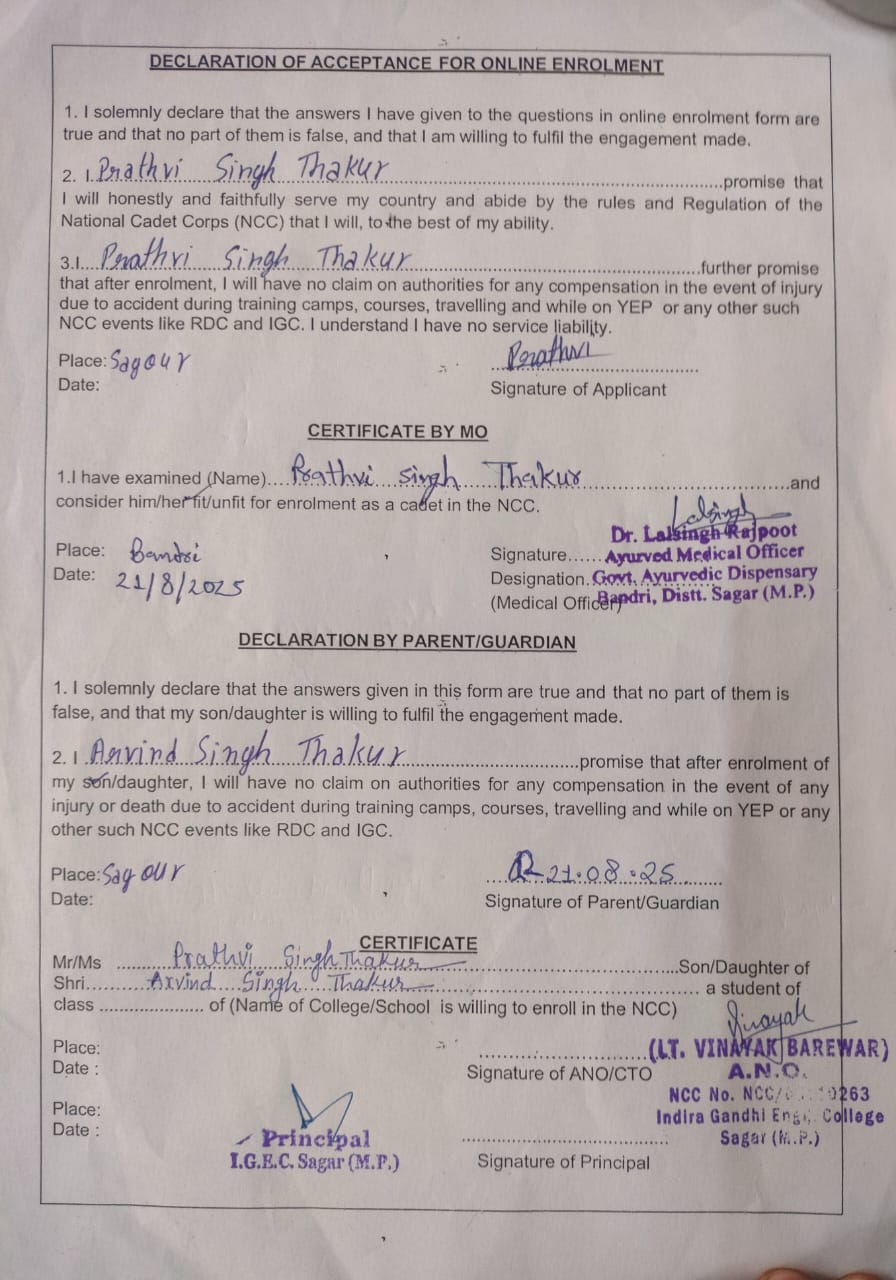 DECLARATION OF ACCEPTANCE FOR ONLINE ENROLMENT
1. I solemnly declare that the answers I have given to the questions in online enrolment form are
true and that no part of them is false, and that I am willing to fulfil the engagement made.
2. I. Prathvi Singh Thakur ........promise that
I will honestly and faithfully serve my country and abide by the rules and Regulation of the
National Cadet Corps (NCC) that I will, to the best of my ability.
3.I.... Prathvi Singh Thakur ........further promise
that after enrolment, I will have no claim on authorities for any compensation in the event of injury
due to accident during training camps, courses, travelling and while on YEP or any other such
NCC events like RDC and IGC. I understand I have no service liability.
Place: Sagour
Prathvi
Date:
Signature of Applicant
CERTIFICATE BY MO
1.I have examined (Name).... Prathvi singh Thakur ........and
consider him/her fit/unfit for enrolment as a cadet in the NCC.
Lalsingh
Dr. Lalsingh Rajpoot
Place: Bandri
Signature...... Ayurved Medical Officer
Date: 21/8/2025
Designation. Govt. Ayurvedic Dispensary
(Medical Officer) Bandri, Distt. Sagar (M.P.)
DECLARATION BY PARENT/GUARDIAN
1. I solemnly declare that the answers given in this form are true and that no part of them is
false, and that my son/daughter is willing to fulfil the engagement made.
2. I Arvind Singh Thakur ........promise that after enrolment of
my son/daughter, I will have no claim on authorities for any compensation in the event of any
injury or death due to accident during training camps, courses, travelling and while on YEP or any
other such NCC events like RDC and IGC.
Place: Sagour
21.08.25
Date:
Signature of Parent/Guardian
CERTIFICATE
Mr/Ms ........ Prathvi Singh Thakur ........Son/Daughter of
Shri........ Arvind Singh Thakur ........ a student of
class .................... of (Name of College/School is willing to enroll in the NCC)
Vinayak
Place:
(LT. VINAYAK BAREWAR)
Date :
Signature of ANO/CTO
A.N.O.
NCC No. NCC/ 0263
Place:
Indira Gandhi Engg. College
Date :
Sagar (M.P.)
Principal
I.G.E.C. Sagar (M.P.)
Signature of Principal